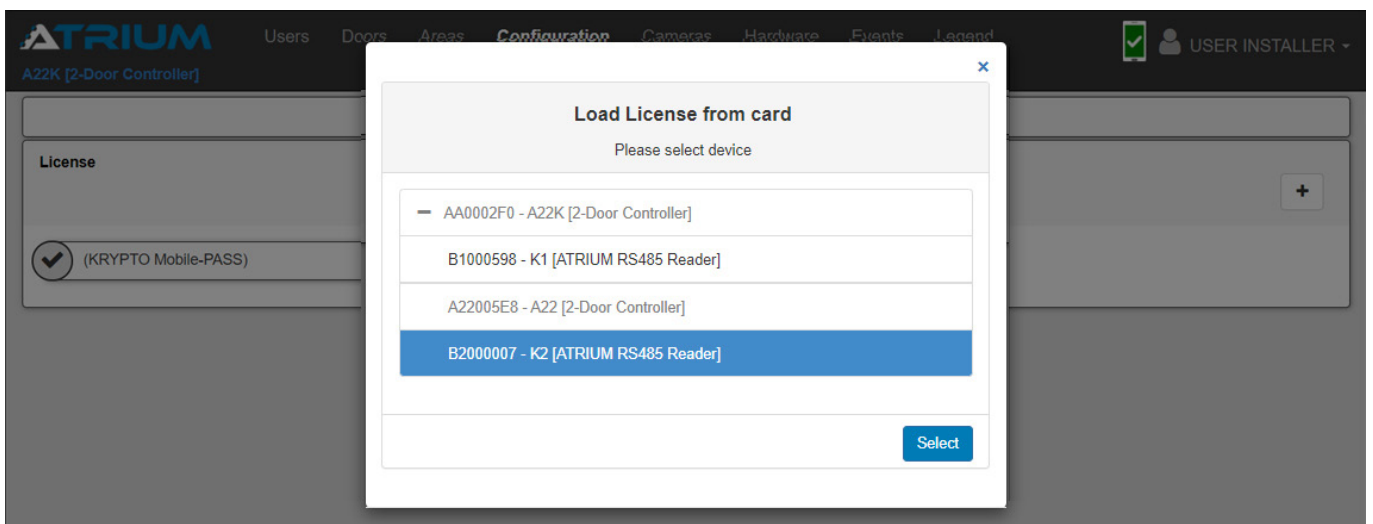 ATRIUM
Users Doors Areas Configuration Cameras Hardware Events Legend
USER INSTALLER
A22K [2-Door Controller]
×
Load License from card
Please select device
License
+
AA0002F0 - A22K [2-Door Controller]
B1000598 - K1 [ATRIUM RS485 Reader]
(KRYPTO Mobile-PASS)
A22005E8 - A22 [2-Door Controller]
B2000007 - K2 [ATRIUM RS485 Reader]
Select